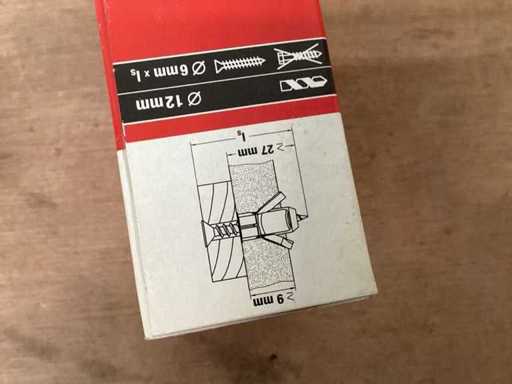 Ø 12mm
Ø 6mm x ls
ls
≥ 27 mm
≥ 9 mm